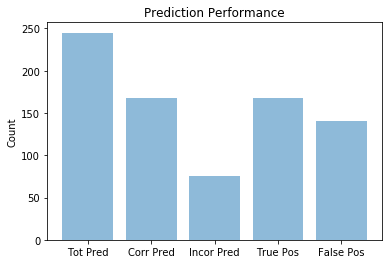 Prediction Performance
250
200
150
100
50
0
Count
Tot Pred Corr Pred Incor Pred True Pos False Pos